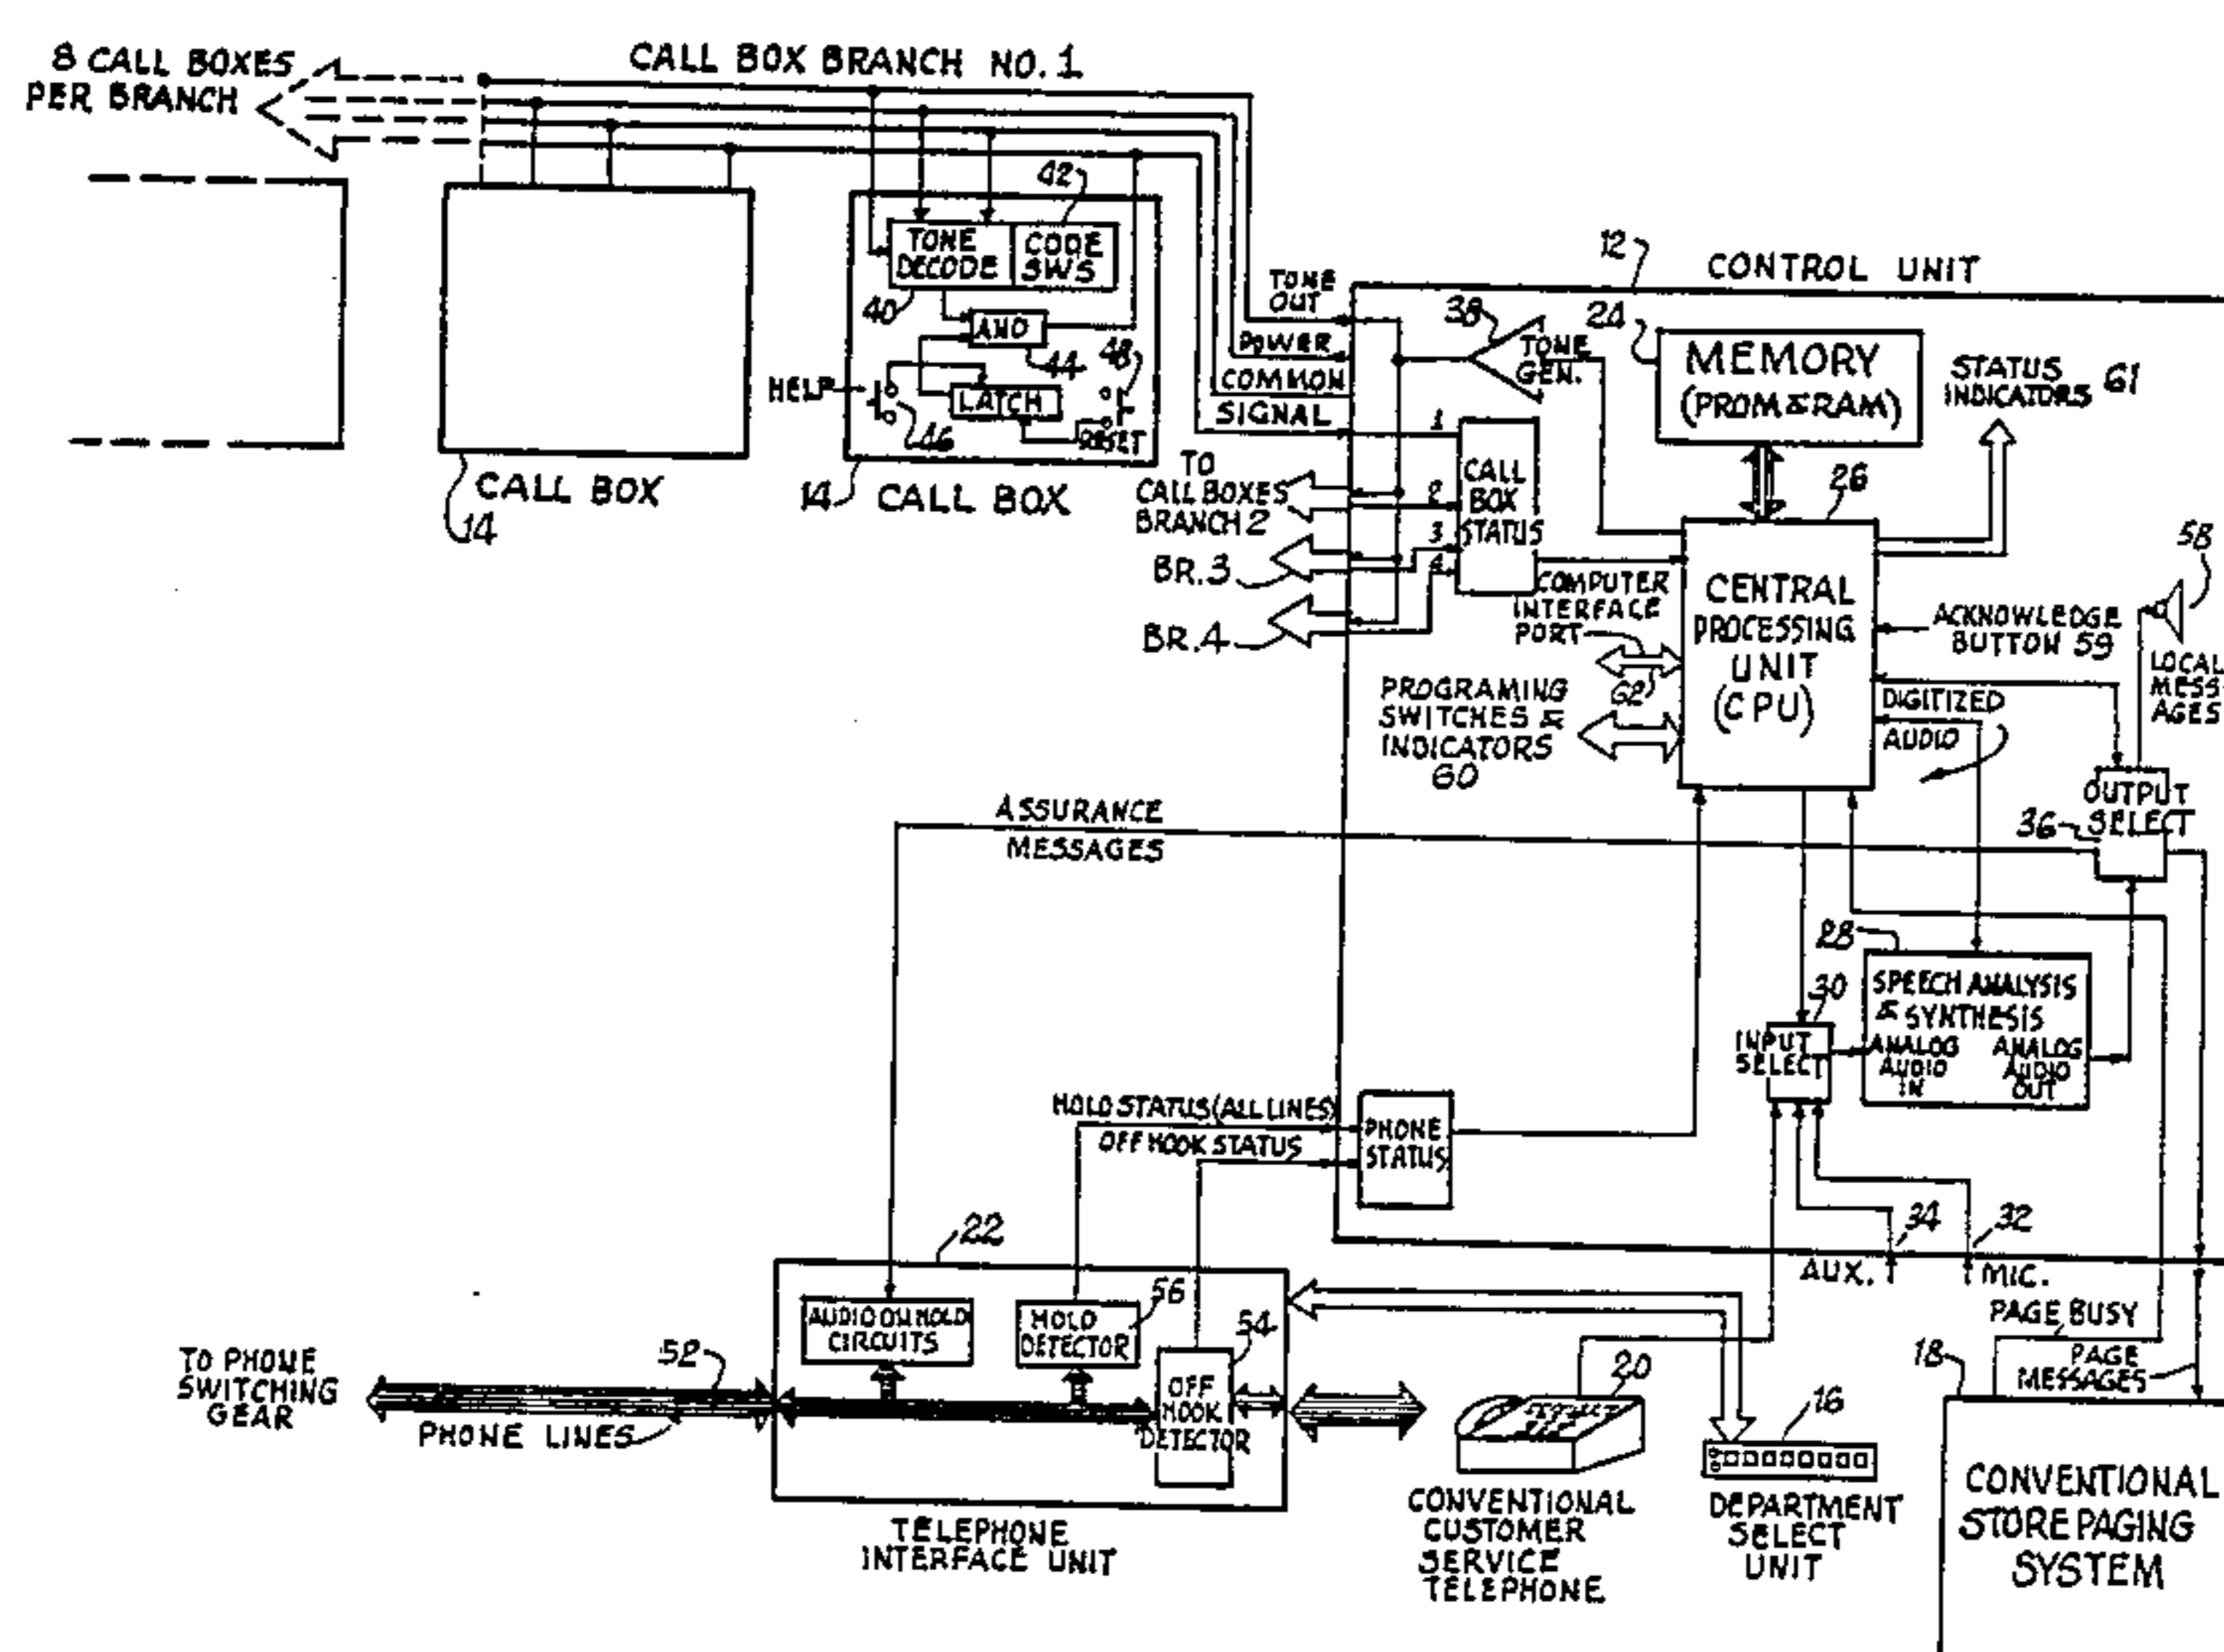 8 CALL BOXES
PER BRANCH
CALL BOX BRANCH NO. 1
42
TONE
DECODE
CODE
SWS
40
AND
44
48
HELP
LATCH
46
RESET
14
CALL BOX
14
CALL BOX
TONE
OUT
POWER
COMMON
SIGNAL
TO
CALL BOXES
BRANCH 2
BR.3
BR.4
12
CONTROL UNIT
38
TONE
GEN.
24
MEMORY
(PROM & RAM)
STATUS
INDICATORS 61
1
2
3
4
CALL
BOX
STATUS
26
COMPUTER
INTERFACE
PORT
62
CENTRAL
PROCESSING
UNIT
(CPU)
58
ACKNOWLEDGE
BUTTON 59
LOCAL
MESS-
AGES
PROGRAMING
SWITCHES &
INDICATORS
60
DIGITIZED
AUDIO
OUTPUT
SELECT
36
ASSURANCE
MESSAGES
28
SPEECH ANALYSIS
& SYNTHESIS
ANALOG
AUDIO
IN
ANALOG
AUDIO
OUT
30
INPUT
SELECT
HOLD STATUS (ALL LINES)
OFF HOOK STATUS
PHONE
STATUS
34
32
AUX.
MIC.
22
AUDIO ON HOLD
CIRCUITS
HOLD
DETECTOR
56
54
OFF
HOOK
DETECTOR
PAGE BUSY
PAGE
MESSAGES
18
TO PHONE
SWITCHING
GEAR
52
PHONE LINES
20
16
TELEPHONE
INTERFACE UNIT
CONVENTIONAL
CUSTOMER
SERVICE
TELEPHONE
DEPARTMENT
SELECT
UNIT
CONVENTIONAL
STORE PAGING
SYSTEM